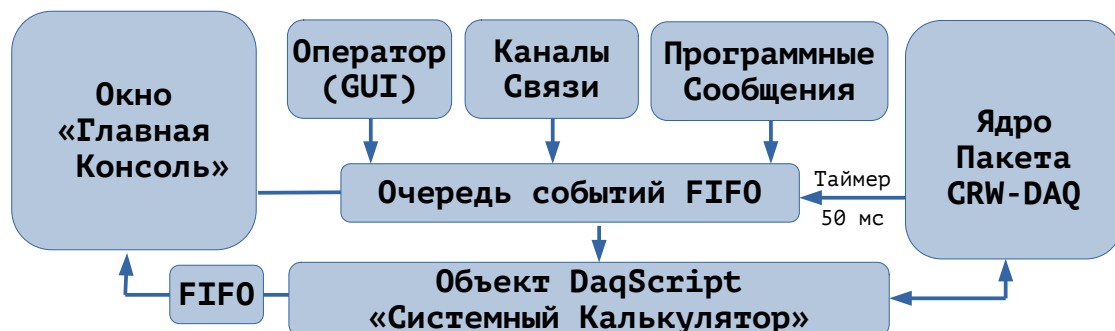 Окно
«Главная
Консоль»
Оператор
(GUI)
Каналы
Связи
Программные
Сообщения
Ядро
Пакета
CRW-DAQ
Очередь событий FIFO
Таймер
50 мс
FIFO
Объект DaqScript
«Системный Калькулятор»